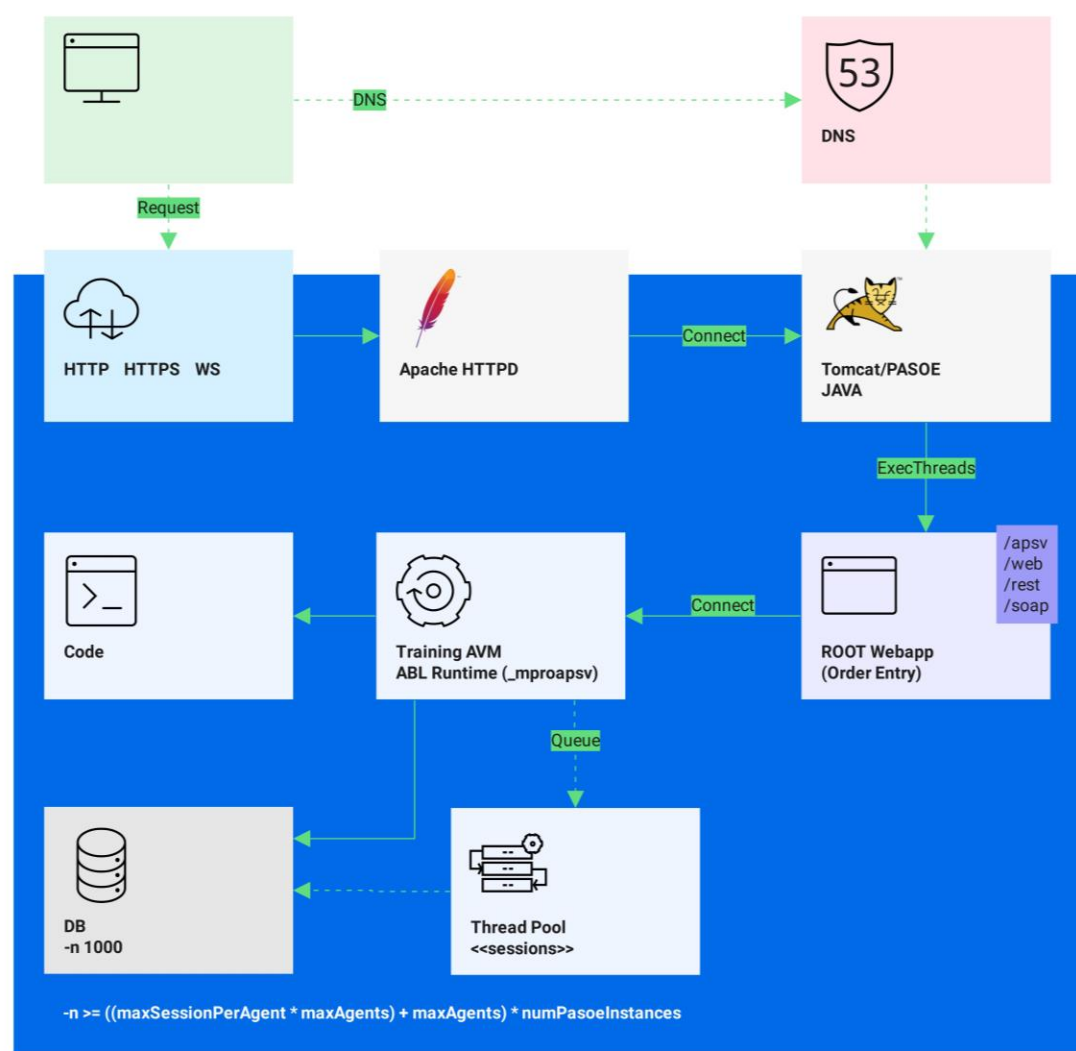 53
DNS
DNS
Request
HTTP HTTPS WS
Apache HTTPD
Connect
TM
Tomcat/PASOE
JAVA
ExecThreads
Code
>_
Training AVM
ABL Runtime (_mproapsv)
Connect
/apsv
/web
/rest
/soap
ROOT Webapp
(Order Entry)
Queue
DB
-n 1000
Thread Pool
<<sessions>>
-n >= ((maxSessionPerAgent * maxAgents) + maxAgents) * numPasoeInstances